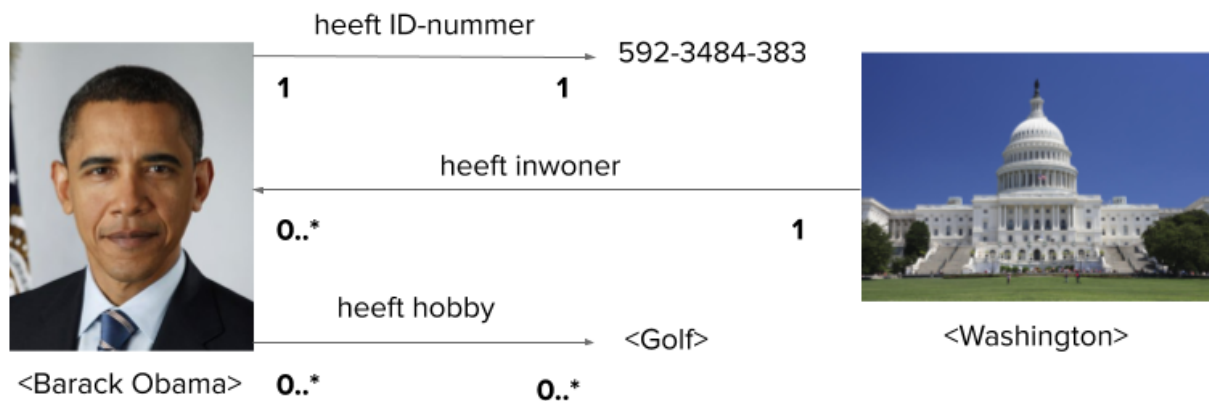 heeft ID-nummer
592-3484-383
1
1
heeft inwoner
0..*
1
heeft hobby
<Golf>
<Washington>
<Barack Obama>
0..*
0..*